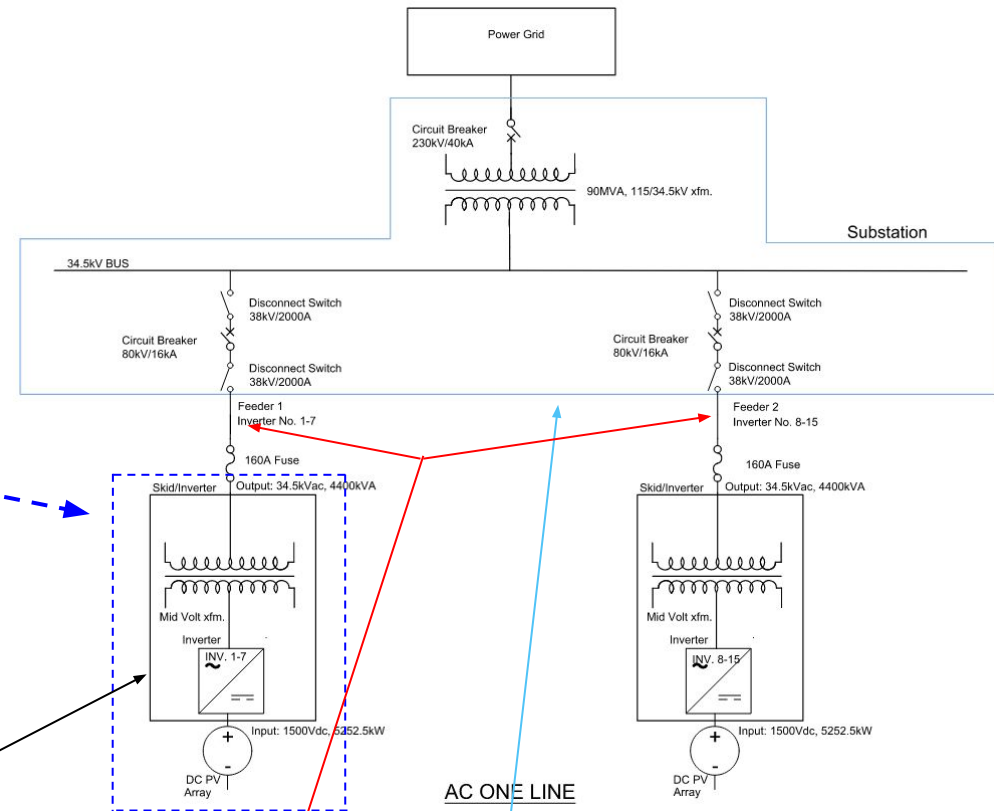 Power Grid
Circuit Breaker
230kV/40kA
90MVA, 115/34.5kV xfm.
Substation
34.5kV BUS
Disconnect Switch
38kV/2000A
Circuit Breaker
80kV/16kA
Disconnect Switch
38kV/2000A
Disconnect Switch
38kV/2000A
Circuit Breaker
80kV/16kA
Disconnect Switch
38kV/2000A
Feeder 1
Inverter No. 1-7
160A Fuse
Skid/Inverter
Output: 34.5kVac, 4400kVA
Mid Volt xfm.
Inverter
INV. 1-7
Input: 1500Vdc, 5252.5kW
+
-
DC PV
Array
Feeder 2
Inverter No. 8-15
160A Fuse
Skid/Inverter
Output: 34.5kVac, 4400kVA
Mid Volt xfm.
Inverter
INV. 8-15
Input: 1500Vdc, 5252.5kW
+
-
DC PV
Array
AC ONE LINE